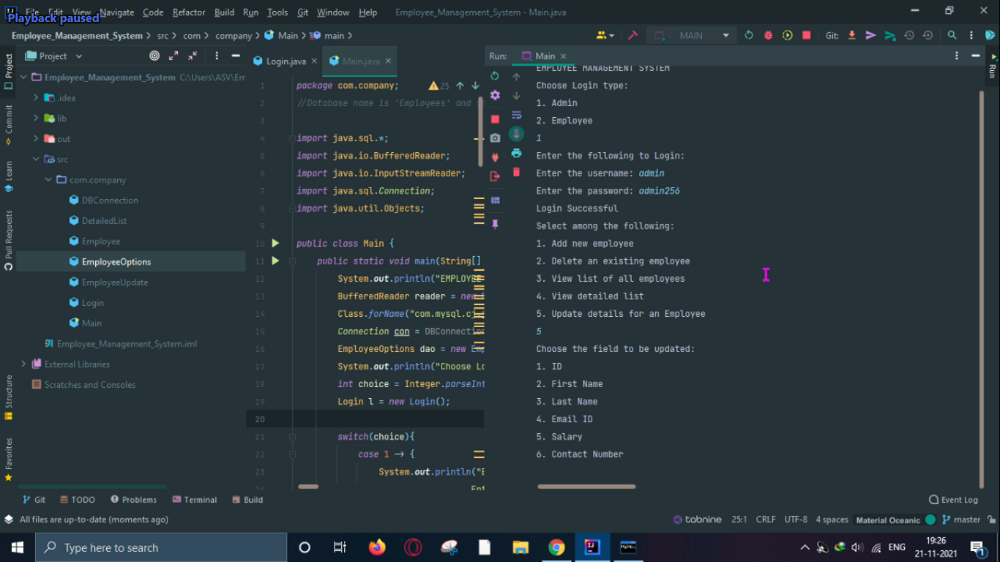 File Edit View Navigate Code Refactor Build Run Tools Git Window Help Employee_Management_System - Main.java
Playback paused
Employee_Management_System src com company Main main MAIN Git:
Project
Login.java
Main.java
Run: Main
Employee_Management_System C:\Users\ASV\Em
.idea
lib
out
src
com.company
DBConnection
DetailedList
Employee
EmployeeOptions
EmployeeUpdate
Login
Main
Employee_Management_System.iml
External Libraries
Scratches and Consoles
Project
Commit
Learn
Pull Requests
Structure
Favorites
25
1 package com.company;
2 //Database name is 'Employees' and
3
4 import java.sql.*;
5 import java.io.BufferedReader;
6 import java.io.InputStreamReader;
7 import java.sql.Connection;
8 import java.util.Objects;
9
10 public class Main {
11 public static void main(String[]
12 System.out.println("EMPLOYEE
13 BufferedReader reader = new
14 Class.forName("com.mysql.cj.
15 Connection con = DBConnection
16 EmployeeOptions dao = new Emp
17 System.out.println("Choose Lo
18 int choice = Integer.parseInt
19 Login l = new Login();
20
21 switch(choice){
22 case 1 -> {
23 System.out.println("E
24 Ent
EMPLOYEE MANAGEMENT SYSTEM
Choose Login type:
1. Admin
2. Employee
1
Enter the following to Login:
Enter the username: admin
Enter the password: admin256
Login Successful
Select among the following:
1. Add new employee
2. Delete an existing employee
3. View list of all employees
4. View detailed list
5. Update details for an Employee
5
Choose the field to be updated:
1. ID
2. First Name
3. Last Name
4. Email ID
5. Salary
6. Contact Number
Run
Git TODO Problems Terminal Build Event Log
All files are up-to-date (moments ago) tabnine 25:1 CRLF UTF-8 4 spaces Material Oceanic master
Type here to search
ENG
19:26
21-11-2021
1